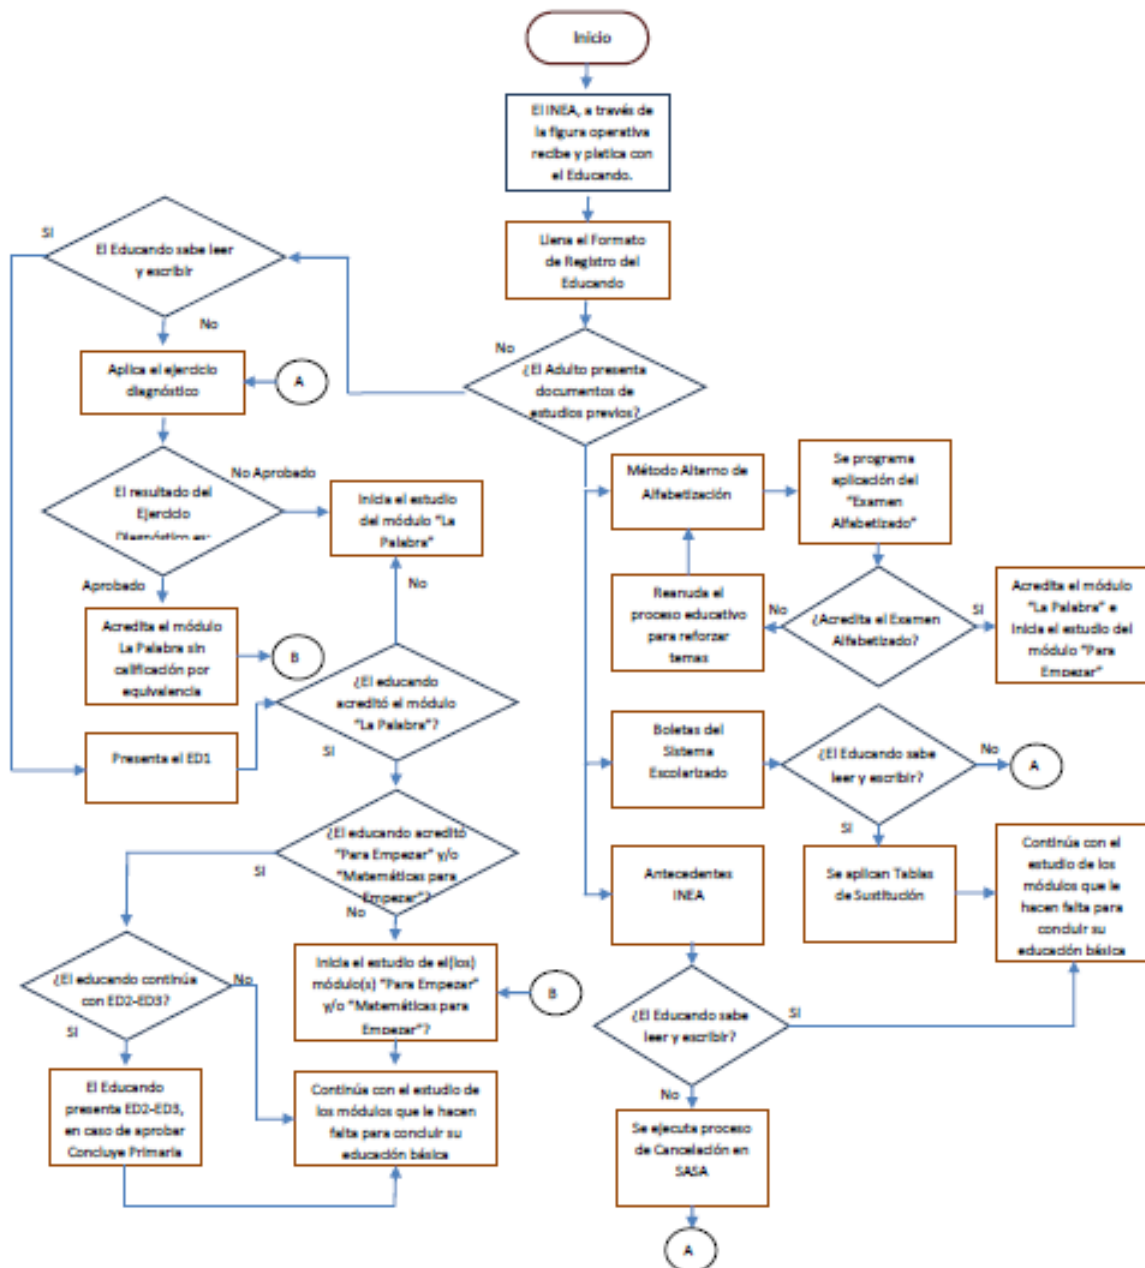 Inicio
El INEA, a través de
la figura operativa
recibe y platica con
el Educando.
Llena el Formato
de Registro del
Educando
¿El Adulto presenta
documentos de
estudios previos?
No
El Educando sabe leer
y escribir
SI
No
Aplica el ejercicio
diagnóstico
A
El resultado del
Ejercicio
Diagnóstico es:
No Aprobado
Inicia el estudio
del módulo "La
Palabra"
Aprobado
Acredita el módulo
La Palabra sin
calificación por
equivalencia
B
Presenta el ED1
¿El educando
acreditó el módulo
"La Palabra"?
No
SI
¿El educando acreditó
"Para Empezar" y/o
"Matemáticas para
Empezar"?
SI
No
¿El educando continúa
con ED2-ED3?
No
SI
Inicia el estudio de el(los)
módulo(s) "Para Empezar"
y/o "Matemáticas para
Empezar"?
B
El Educando
presenta ED2-ED3,
en caso de aprobar
Concluye Primaria
Continúa con el estudio de
los módulos que le hacen
falta para concluir su
educación básica
Método Alterno de
Alfabetización
Se programa
aplicación del
"Examen
Alfabetizado"
Reanuda el
proceso educativo
para reforzar
temas
No
¿Acredita el Examen
Alfabetizado?
SI
Acredita el módulo
"La Palabra" e
Inicia el estudio del
módulo "Para
Empezar"
Boletas del
Sistema
Escolarizado
¿El Educando sabe
leer y escribir?
No
A
SI
Se aplican Tablas
de Sustitución
Continúa con el
estudio de los
módulos que le
hacen falta para
concluir su
educación básica
Antecedentes
INEA
¿El Educando sabe
leer y escribir?
SI
No
Se ejecuta proceso
de Cancelación en
SASA
A